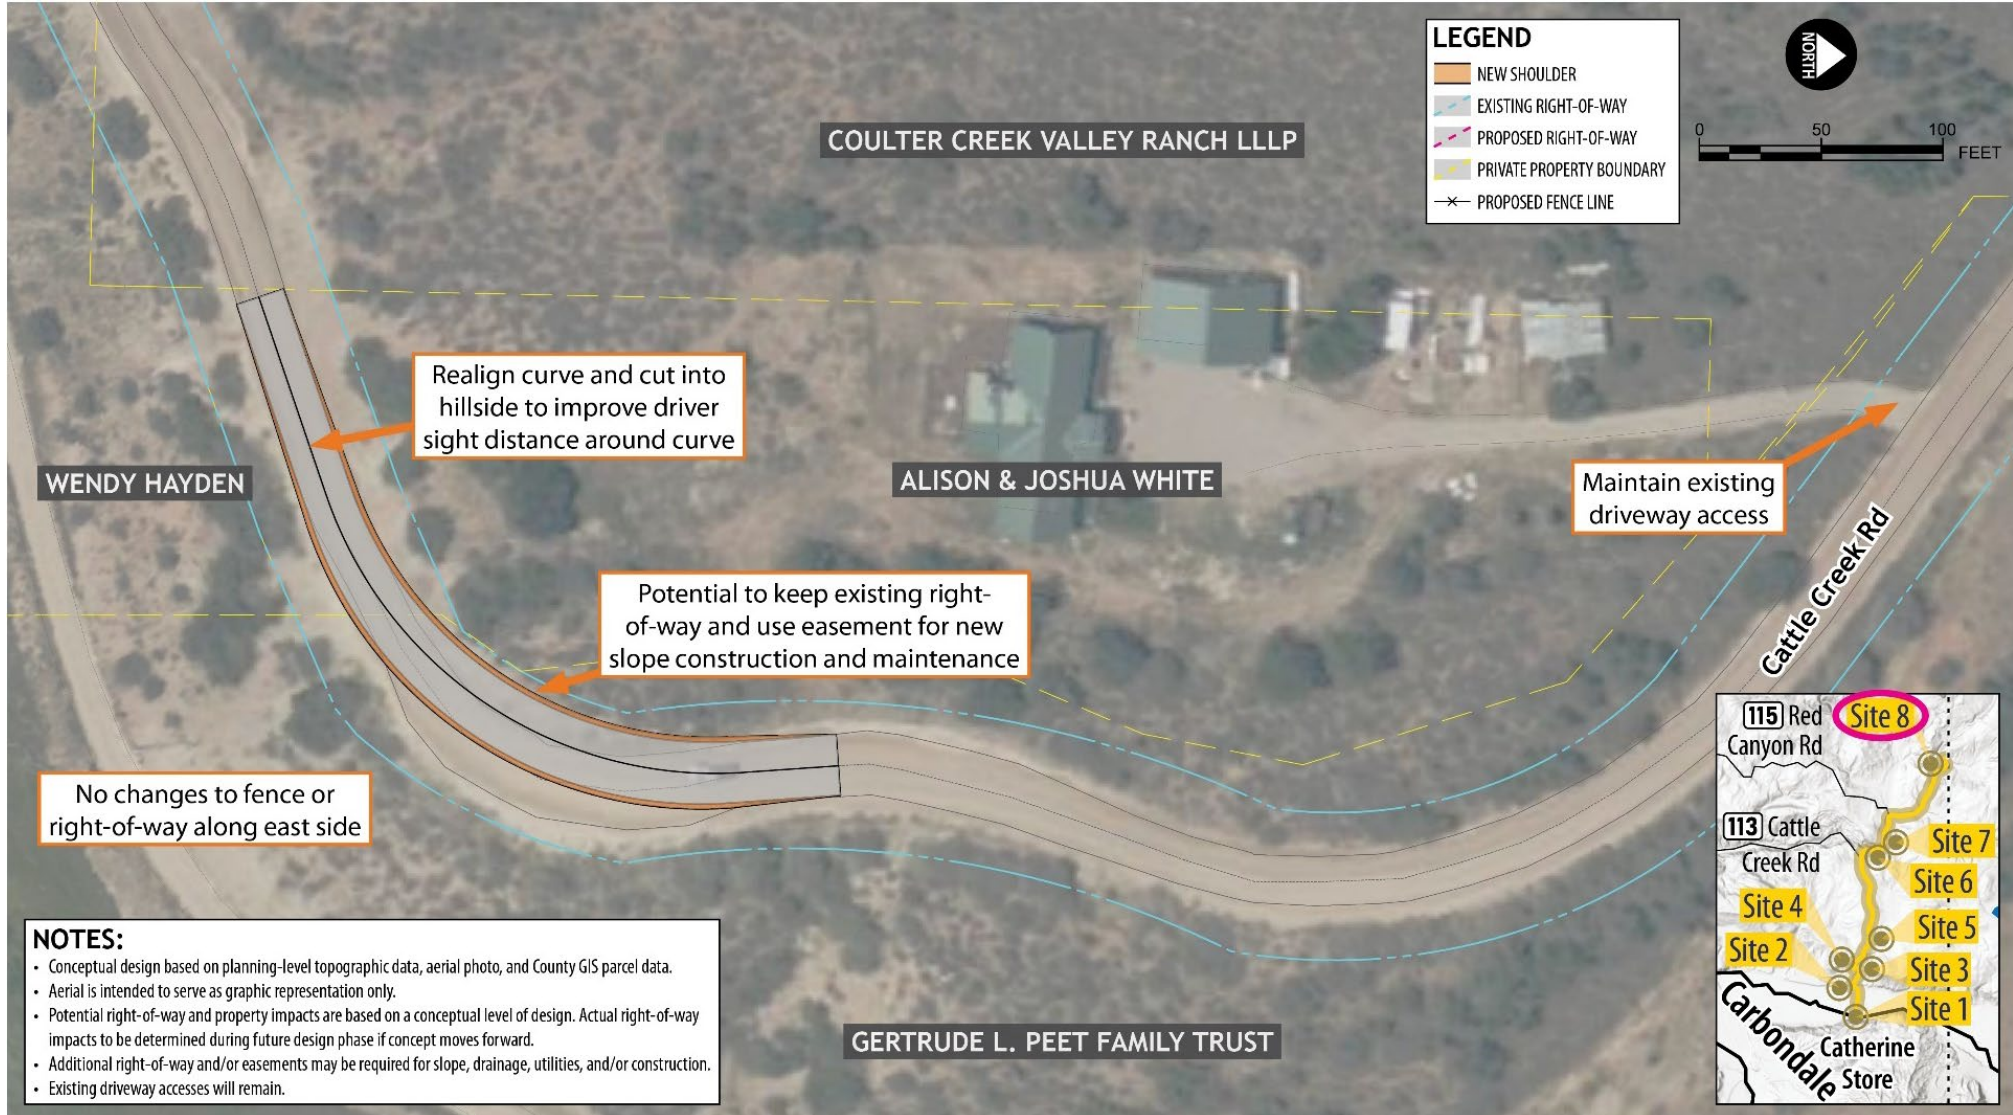 LEGEND
NEW SHOULDER
EXISTING RIGHT-OF-WAY
PROPOSED RIGHT-OF-WAY
PRIVATE PROPERTY BOUNDARY
PROPOSED FENCE LINE
NORTH
0 50 100
FEET
COULTER CREEK VALLEY RANCH LLLP
Realign curve and cut into
hillside to improve driver
sight distance around curve
WENDY HAYDEN
ALISON & JOSHUA WHITE
Maintain existing
driveway access
Cattle Creek Rd
Potential to keep existing right-
of-way and use easement for new
slope construction and maintenance
No changes to fence or
right-of-way along east side
GERTRUDE L. PEET FAMILY TRUST
NOTES:
• Conceptual design based on planning-level topographic data, aerial photo, and County GIS parcel data.
• Aerial is intended to serve as graphic representation only.
• Potential right-of-way and property impacts are based on a conceptual level of design. Actual right-of-way
impacts to be determined during future design phase if concept moves forward.
• Additional right-of-way and/or easements may be required for slope, drainage, utilities, and/or construction.
• Existing driveway accesses will remain.
115 Red
Canyon Rd
Site 8
113 Cattle
Creek Rd
Site 7
Site 6
Site 4
Site 5
Site 2
Site 3
Site 1
Carbondale
Catherine
Store